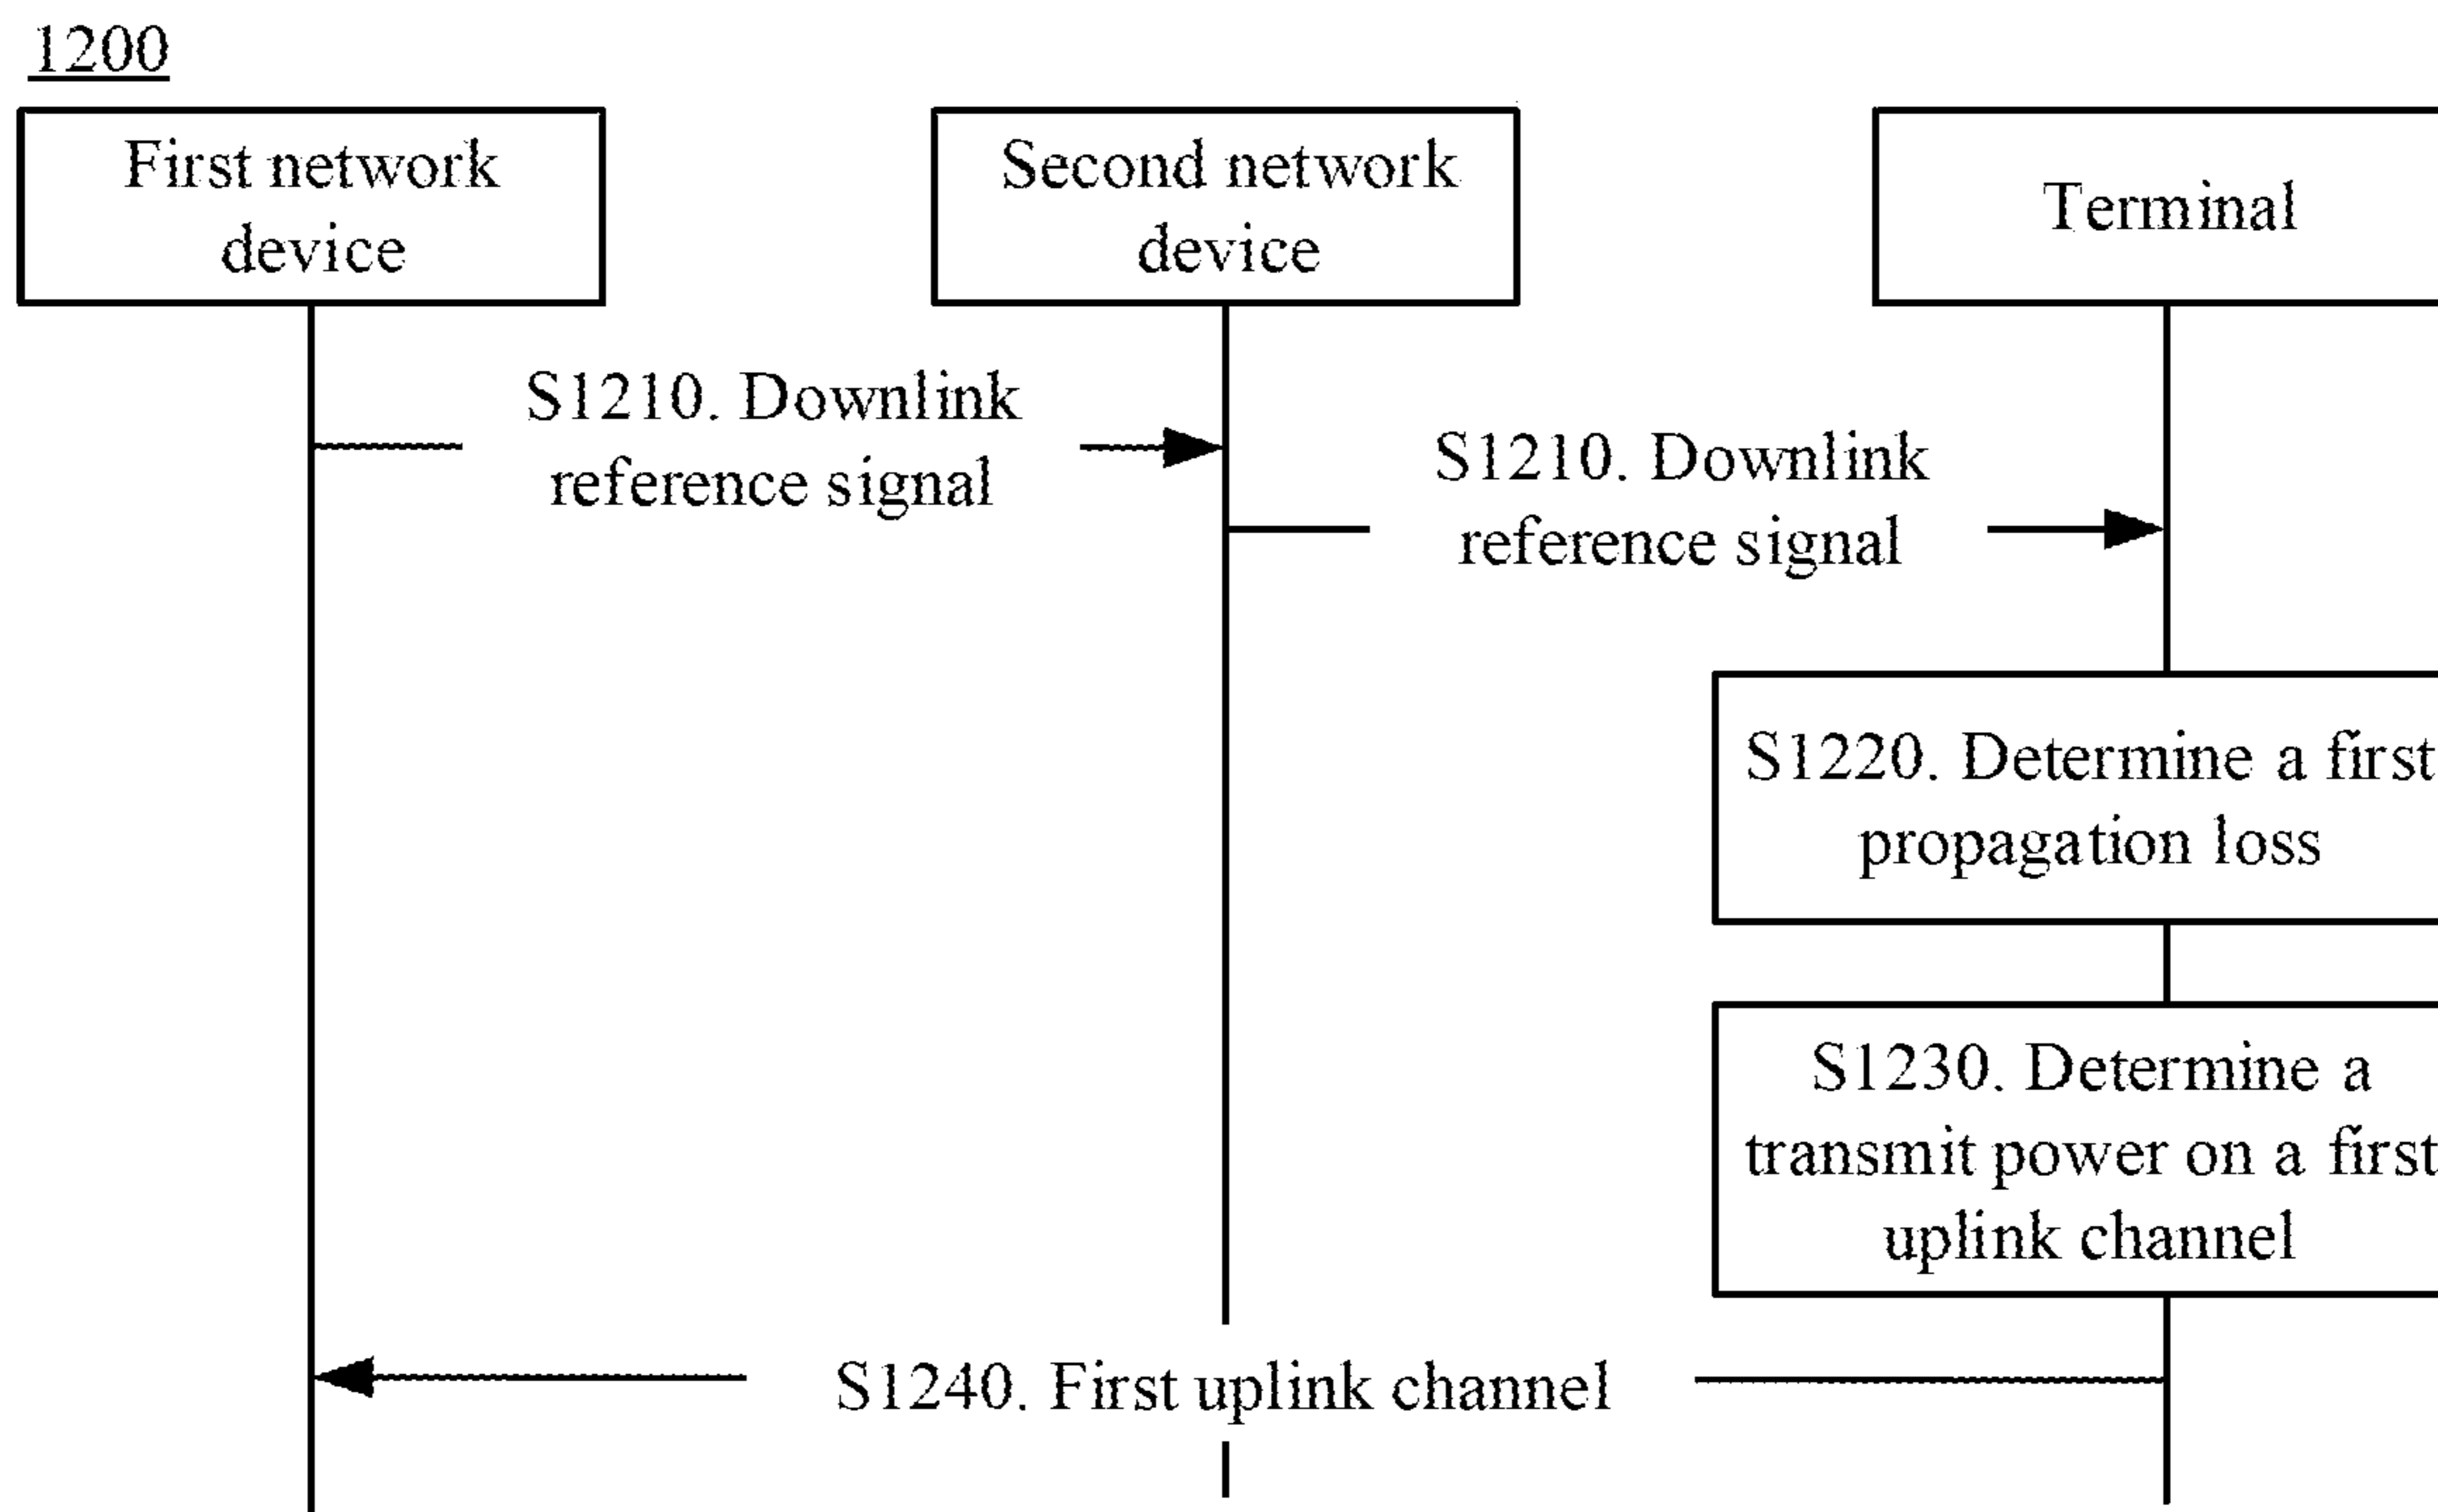 1200
First network
device
Second network
device
Terminal
S1210. Downlink
reference signal
S1210. Downlink
reference signal
S1220. Determine a first
propagation loss
S1230. Determine a
transmit power on a first
uplink channel
S1240. First uplink channel